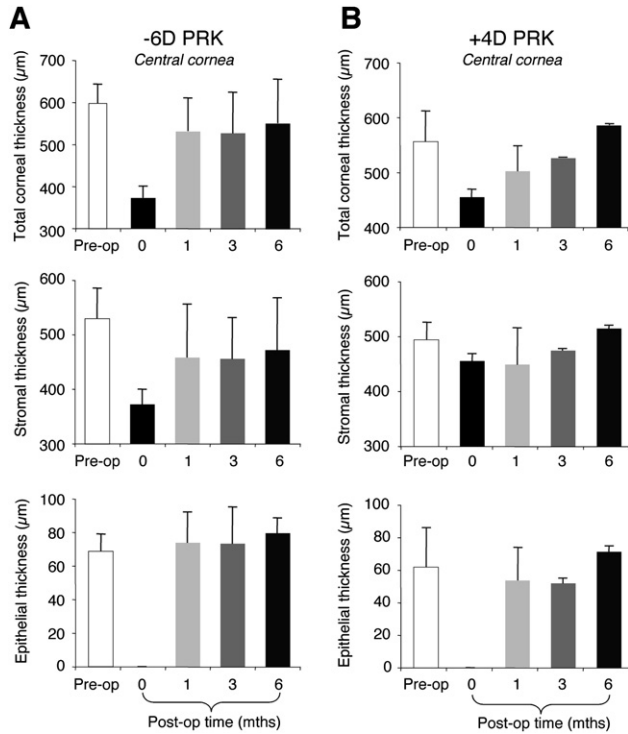 A
-6D PRK
Central cornea
Total corneal thickness (µm)
700
600
500
400
300
Pre-op 0 1 3 6
Stromal thickness (µm)
600
500
400
300
Pre-op 0 1 3 6
Epithelial thickness (µm)
100
80
60
40
20
0
Pre-op 0 1 3 6
Post-op time (mths)
B
+4D PRK
Central cornea
Total corneal thickness (µm)
700
600
500
400
Pre-op 0 1 3 6
Stromal thickness (µm)
600
500
400
300
Pre-op 0 1 3 6
Epithelial thickness (µm)
100
80
60
40
20
0
Pre-op 0 1 3 6
Post-op time (mths)